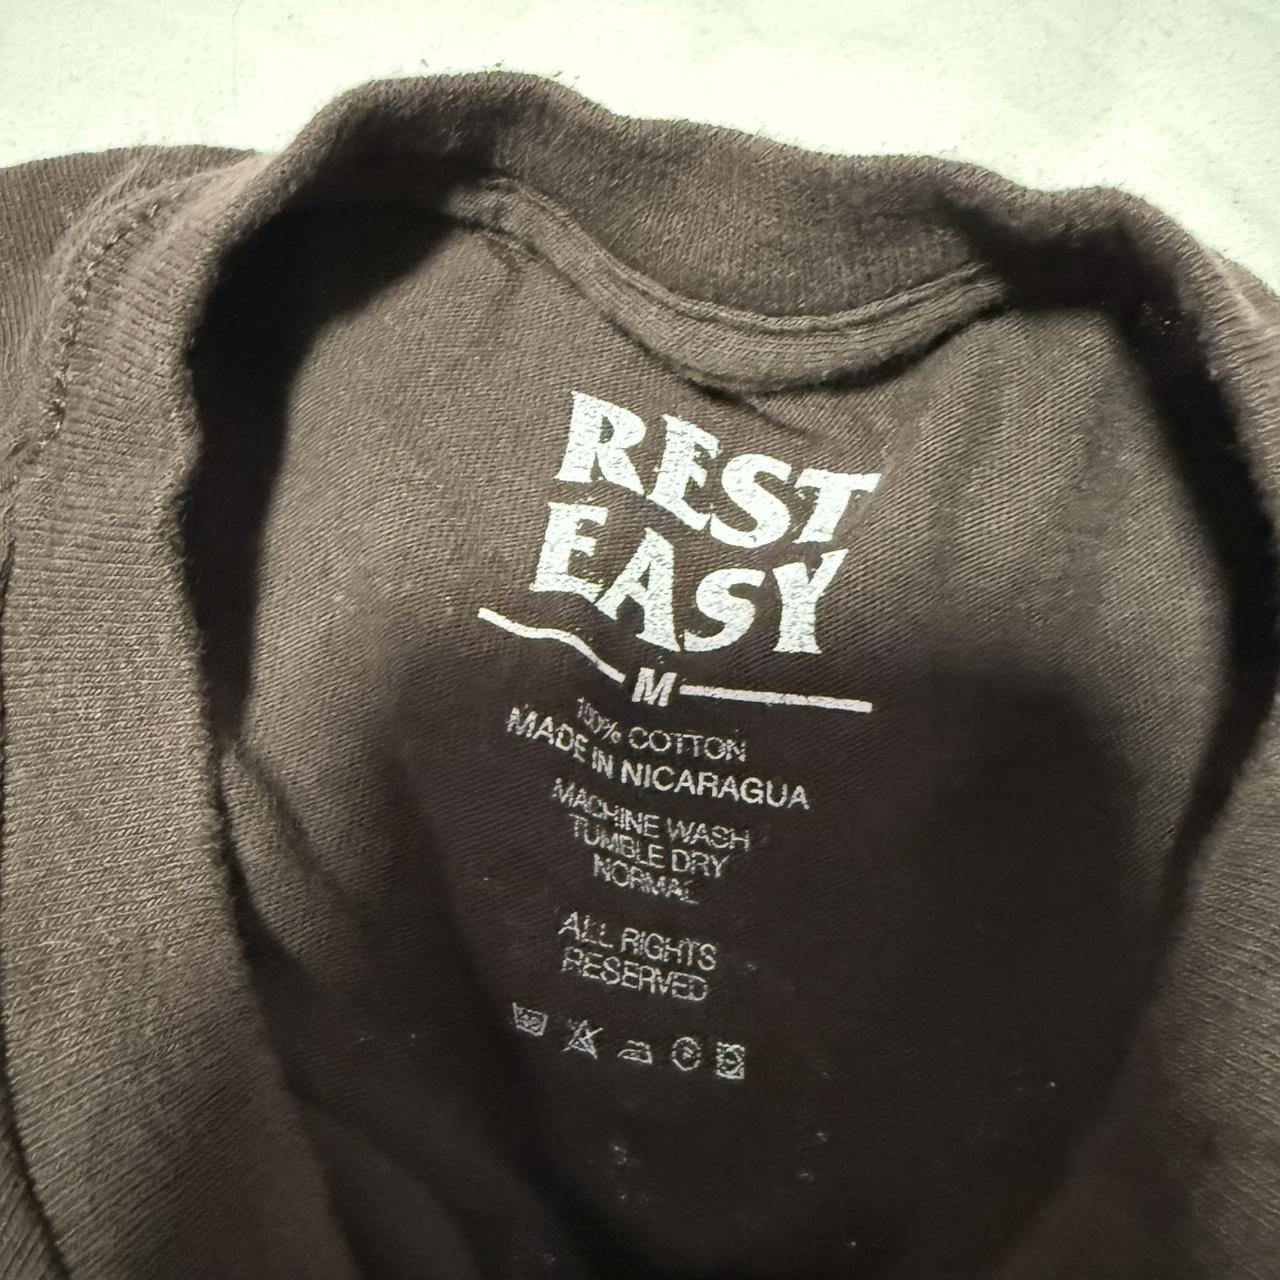 REST
EASY
M
100% COTTON
MADE IN NICARAGUA
MACHINE WASH
TUMBLE DRY
NORMAL
ALL RIGHTS
RESERVED